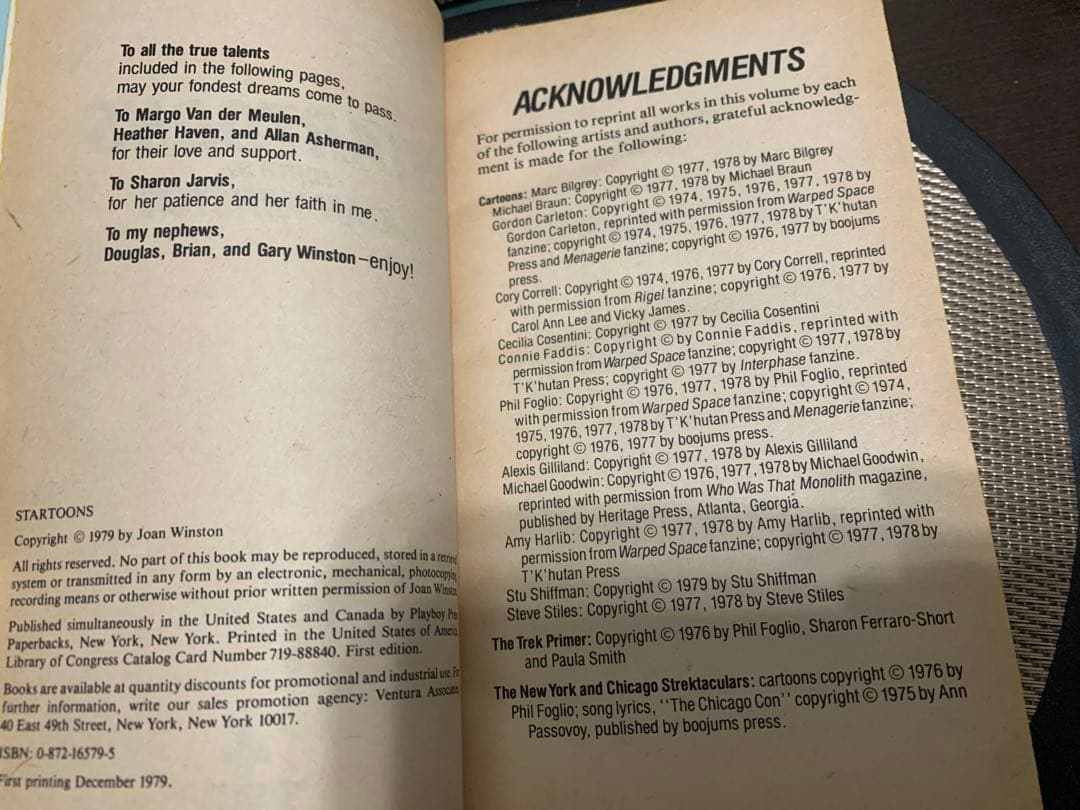 To all the true talents
included in the following pages,
may your fondest dreams come to pass.
To Margo Van der Meulen,
Heather Haven, and Allan Asherman,
for their love and support.
To Sharon Jarvis,
for her patience and her faith in me.
To my nephews,
Douglas, Brian, and Gary Winston—enjoy!
STARTOONS
Copyright © 1979 by Joan Winston
All rights reserved. No part of this book may be reproduced, stored in a
system or transmitted in any form by an electronic, mechanical,
recording means or otherwise without prior written permission of Joan
Published simultaneously in the United States and Canada by Playboy
Paperbacks, New York, New York. Printed in the United States of
Library of Congress Catalog Card Number 719-88840. First edition.
Books are available at quantity discounts for promotional and industrial use.
further information, write our sales promotion agency: Ventura
40 East 49th Street, New York, New York 10017.
ISBN: 0-872-16579-5
First printing December 1979.
ACKNOWLEDGMENTS
For permission to reprint all works in this volume by each
of the following artists and authors, grateful acknowledg-
ment is made for the following:
Cartoons: Marc Bilgrey: Copyright © 1977, 1978 by Marc Bilgrey
Michael Braun: Copyright © 1977, 1978 by Michael Braun
Gordon Carleton: Copyright © 1974, 1975, 1976, 1977, 1978 by
Gordon Carleton, reprinted with permission from Warped Space
fanzine; copyright © 1974, 1975, 1976, 1977, 1978 by T'K'hutan
Press and Menagerie fanzine; copyright © 1976, 1977 by boojums
press.
Cory Correll: Copyright © 1974, 1976, 1977 by Cory Correll, reprinted
with permission from Rigel fanzine; copyright © 1976, 1977 by
Carol Ann Lee and Vicky James.
Cecilia Cosentini: Copyright © 1977 by Cecilia Cosentini
Connie Faddis: Copyright © by Connie Faddis, reprinted with
permission from Warped Space fanzine; copyright © 1977, 1978 by
T'K'hutan Press; copyright © 1977 by Interphase fanzine.
Phil Foglio: Copyright © 1976, 1977, 1978 by Phil Foglio, reprinted
with permission from Warped Space fanzine; copyright © 1974,
1975, 1976, 1977, 1978 by T'K'hutan Press and Menagerie fanzine;
copyright © 1976, 1977 by boojums press.
Alexis Gilliland: Copyright © 1977, 1978 by Alexis Gilliland
Michael Goodwin: Copyright © 1976, 1977, 1978 by Michael Goodwin,
reprinted with permission from Who Was That Monolith magazine,
published by Heritage Press, Atlanta, Georgia.
Amy Harlib: Copyright © 1977, 1978 by Amy Harlib, reprinted with
permission from Warped Space fanzine; copyright © 1977, 1978 by
T'K'hutan Press
Stu Shiffman: Copyright © 1979 by Stu Shiffman
Steve Stiles: Copyright © 1977, 1978 by Steve Stiles
The Trek Primer: Copyright © 1976 by Phil Foglio, Sharon Ferraro-Short
and Paula Smith
The New York and Chicago Strektaculars: cartoons copyright © 1976 by
Phil Foglio; song lyrics, ''The Chicago Con'' copyright © 1975 by Ann
Passovoy, published by boojums press.